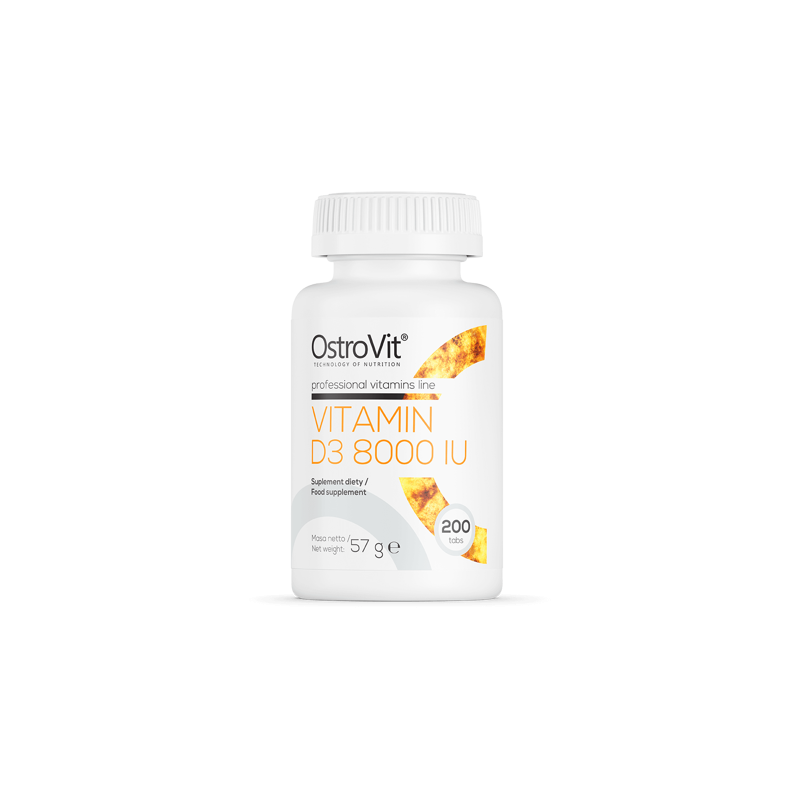 OstroVit®
TECHNOLOGY OF NUTRITION
professional vitamins line
VITAMIN
D3 8000 IU
Suplement diety /
Food supplement
200
tabs
Masa netto /
Net weight: 57 g ℮